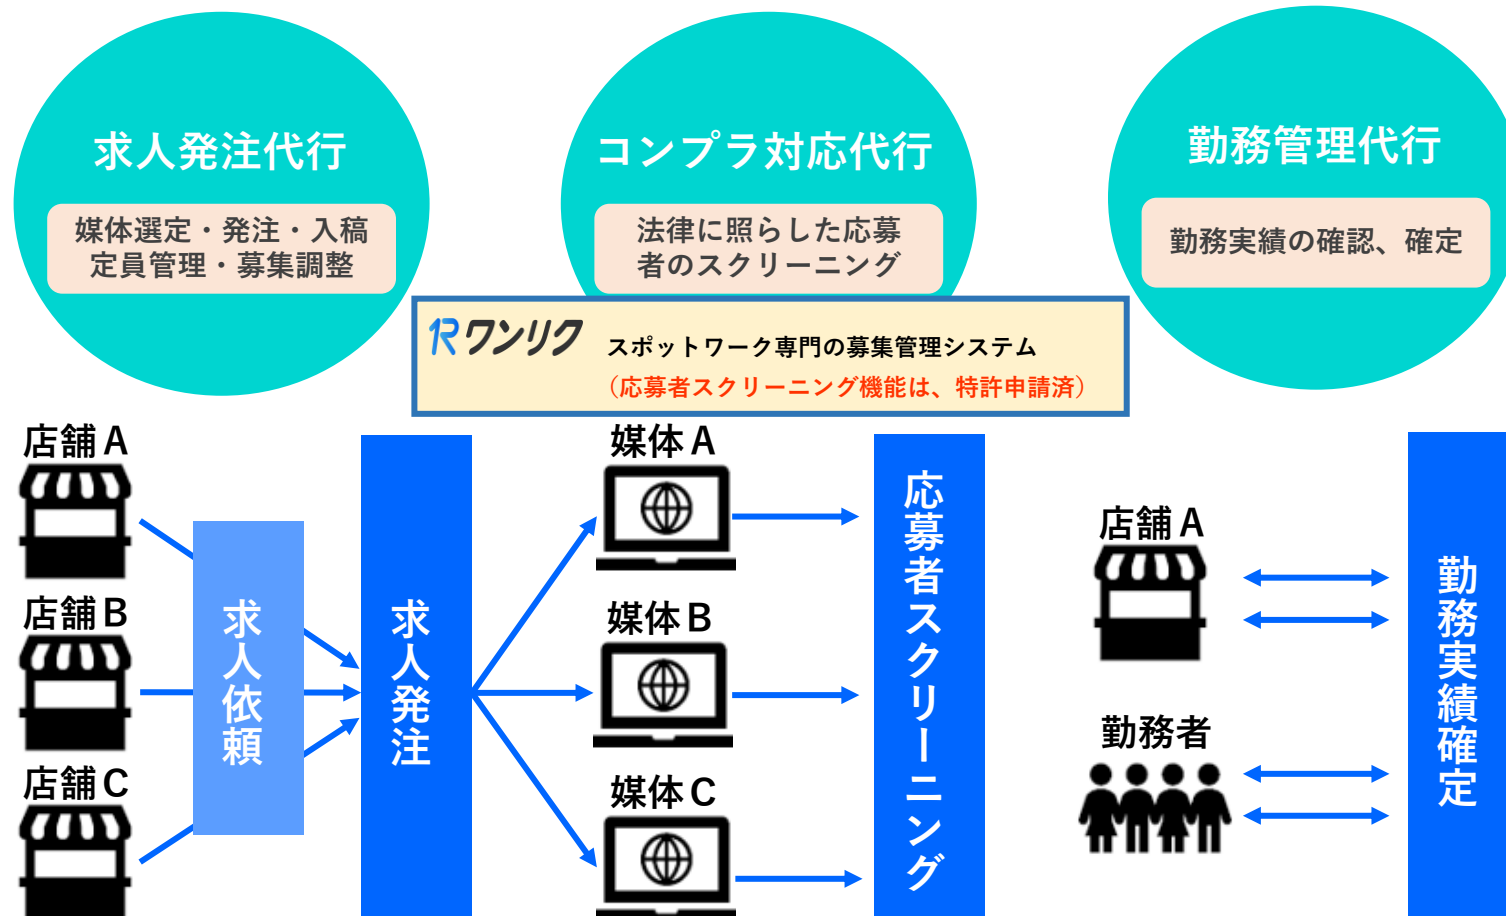 求人発注代行
媒体選定・発注・入稿
定員管理・募集調整
コンプラ対応代行
法律に照らした応募
者のスクリーニング
勤務管理代行
勤務実績の確認、確定
1R ワンリク
スポットワーク専門の募集管理システム
（応募者スクリーニング機能は、特許申請済）
店舗A
店舗B
店舗C
求人依頼
求人発注
媒体A
媒体B
媒体C
応募者スクリーニング
店舗A
勤務者
勤務実績確定